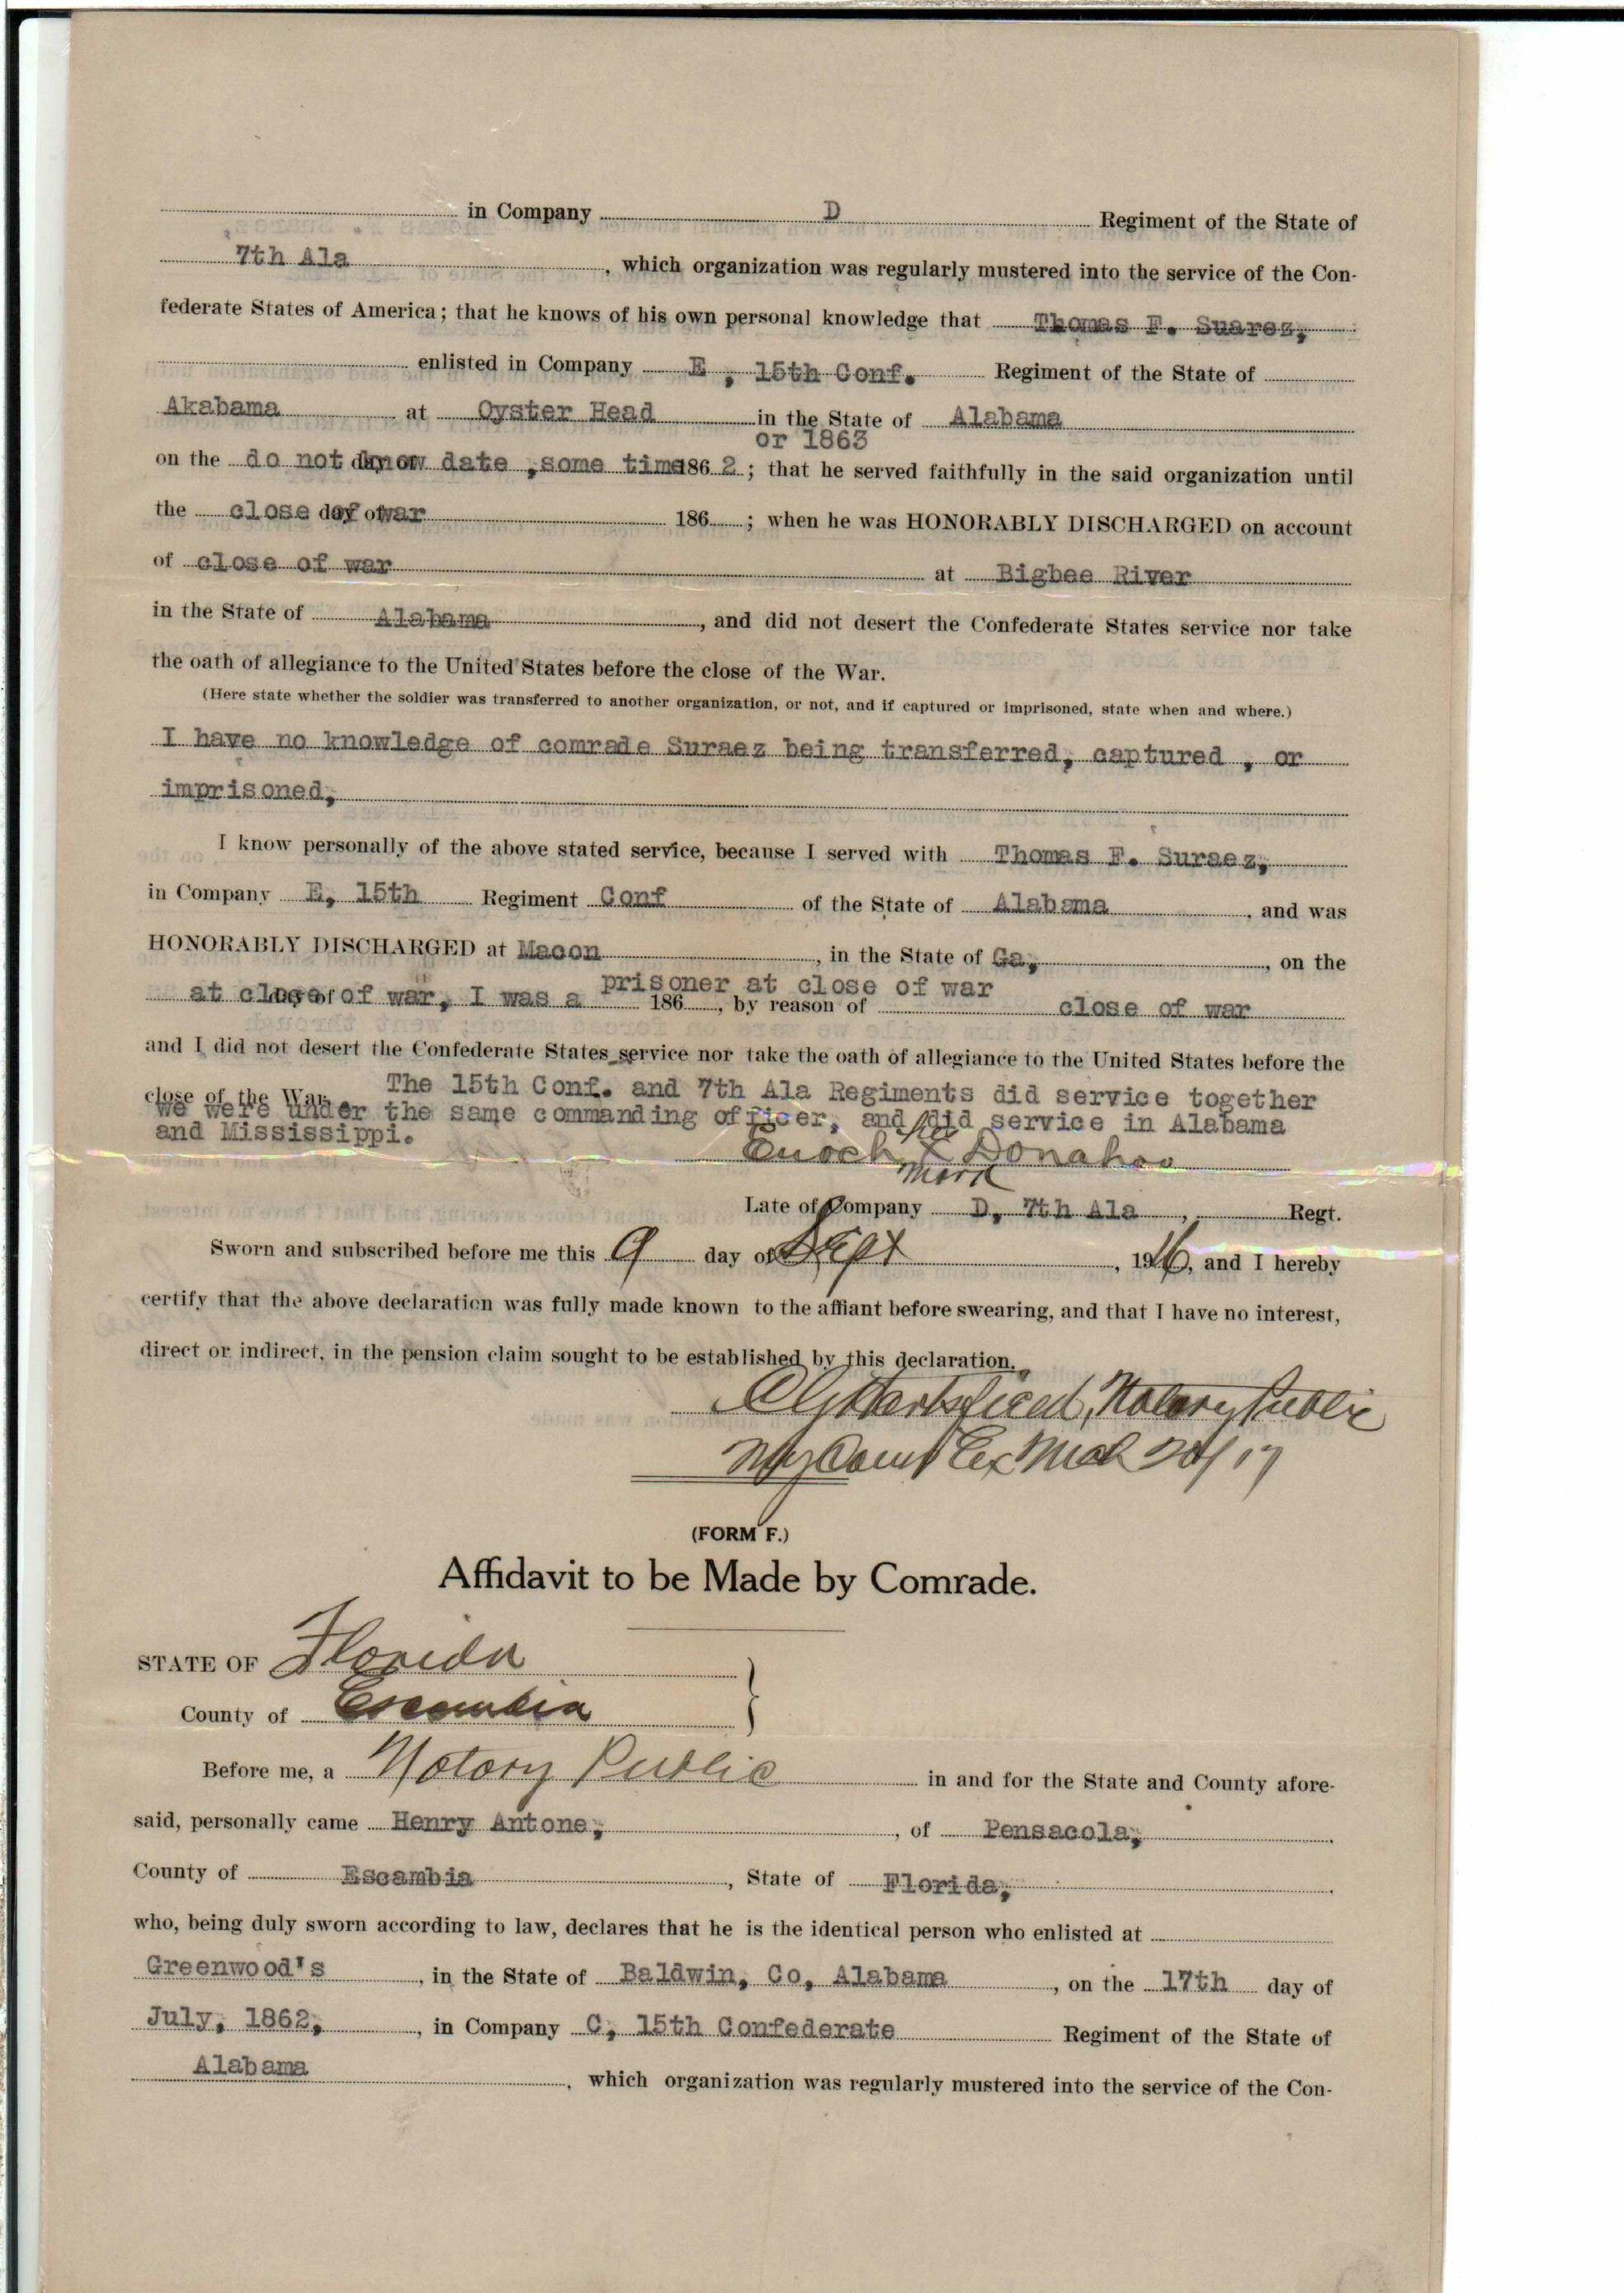 in Company D Regiment of the State of
7th Ala , which organization was regularly mustered into the service of the Con-
federate States of America; that he knows of his own personal knowledge that Thomas F. Suarez,
enlisted in Company E , 15th Conf. Regiment of the State of
Akabama at Oyster Head in the State of Alabama
or 1863
on the do not know date ,some time 186 2 ; that he served faithfully in the said organization until
the close day of of war 186 ; when he was HONORABLY DISCHARGED on account
of close of war at Bigbee River
in the State of Alabama , and did not desert the Confederate States service nor take
the oath of allegiance to the United States before the close of the War.
(Here state whether the soldier was transferred to another organization, or not, and if captured or imprisoned, state when and where.)
I have no knowledge of comrade Suraez being transferred, captured , or
imprisoned,
I know personally of the above stated service, because I served with Thomas F. Suraez,
in Company E, 15th Regiment Conf of the State of Alabama , and was
HONORABLY DISCHARGED at Macon , in the State of Ga, , on the
prisoner at close of war
at close of war, I was a 186 , by reason of close of war
and I did not desert the Confederate States service nor take the oath of allegiance to the United States before the
close of the War. The 15th Conf. and 7th Ala Regiments did service together
we were under the same commanding officer, and did service in Alabama
and Mississippi.
his
Enoch X Donahoo
mark
Late of Company D, 7th Ala , Regt.
Sworn and subscribed before me this 9 day of Sept , 1916, and I hereby
certify that the above declaration was fully made known to the affiant before swearing, and that I have no interest,
direct or indirect, in the pension claim sought to be established by this declaration.
Notary Public
My Com Ex Mch 17
(FORM F.)
Affidavit to be Made by Comrade.
STATE OF Florida
County of Escambia
Before me, a Notary Public in and for the State and County afore-
said, personally came Henry Antone, , of Pensacola,
County of Escambia , State of Florida,
who, being duly sworn according to law, declares that he is the identical person who enlisted at
Greenwood's , in the State of Baldwin, Co, Alabama , on the 17th day of
July, 1862, , in Company C, 15th Confederate Regiment of the State of
Alabama , which organization was regularly mustered into the service of the Con-